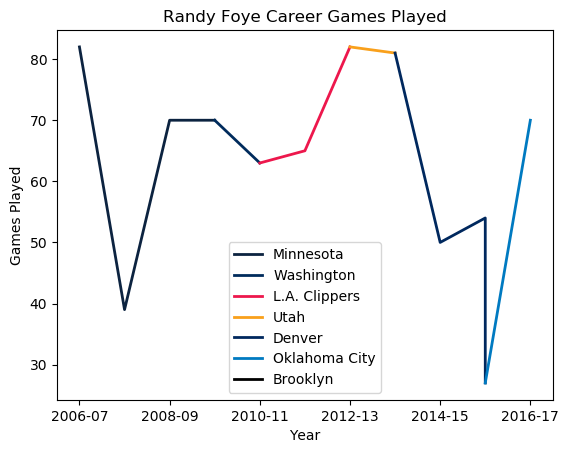 Randy Foye Career Games Played
Games Played
80
70
60
50
40
30
Minnesota
Washington
L.A. Clippers
Utah
Denver
Oklahoma City
Brooklyn
2006-07 2008-09 2010-11 2012-13 2014-15 2016-17
Year